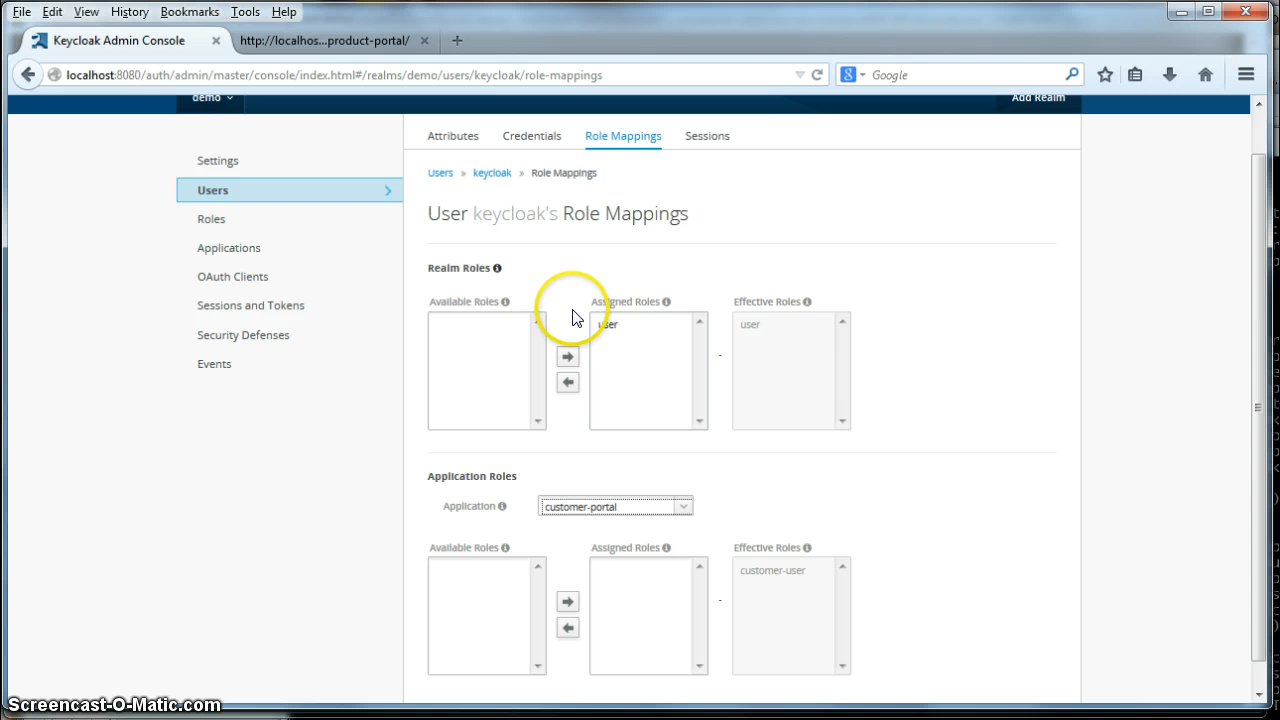 File Edit View History Bookmarks Tools Help
Keycloak Admin Console
http://localhos...product-portal/
localhost:8080/auth/admin/master/console/index.html#/realms/demo/users/keycloak/role-mappings
Google
demo
Add Realm
Attributes Credentials Role Mappings Sessions
Settings
Users
Roles
Applications
OAuth Clients
Sessions and Tokens
Security Defenses
Events
Users » keycloak » Role Mappings
User keycloak's Role Mappings
Realm Roles
Available Roles Assigned Roles Effective Roles
user user
Application Roles
Application customer-portal
Available Roles Assigned Roles Effective Roles
customer-user
Screencast-O-Matic.com